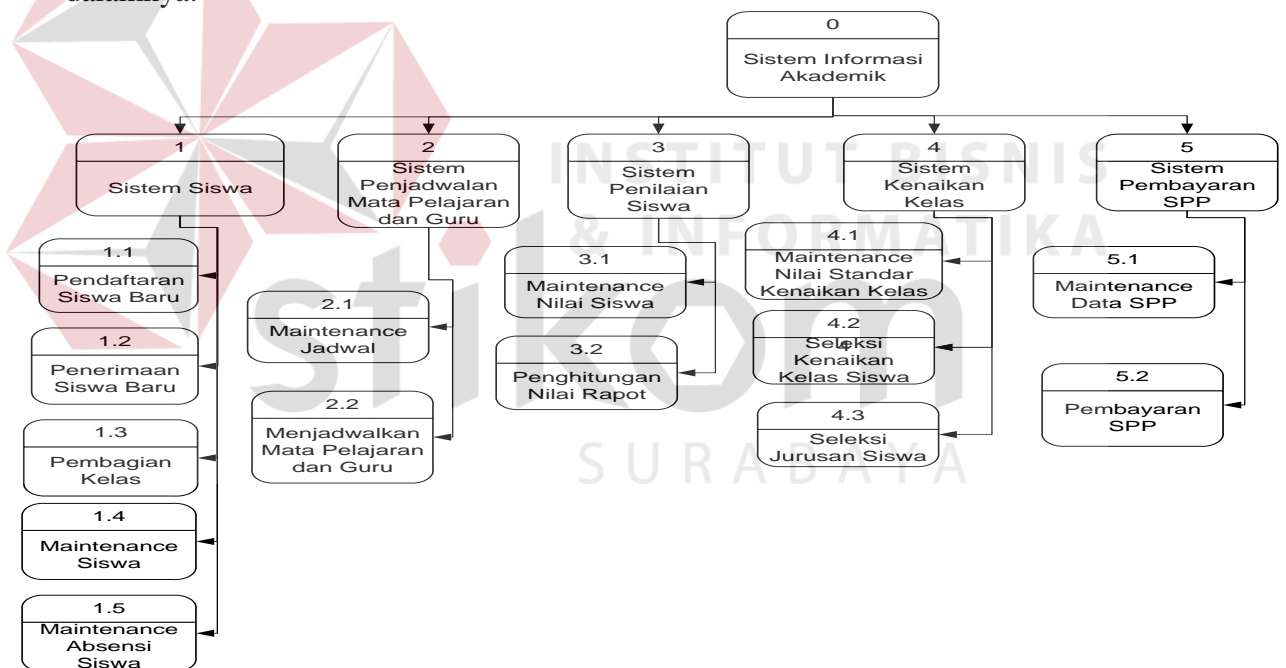 0
Sistem Informasi
Akademik
1
Sistem Siswa
2
Sistem
Penjadwalan
Mata Pelajaran
dan Guru
3
Sistem
Penilaian
Siswa
4
Sistem
Kenaikan
Kelas
5
Sistem
Pembayaran
SPP
1.1
Pendaftaran
Siswa Baru
1.2
Penerimaan
Siswa Baru
1.3
Pembagian
Kelas
1.4
Maintenance
Siswa
1.5
Maintenance
Absensi
Siswa
2.1
Maintenance
Jadwal
2.2
Menjadwalkan
Mata Pelajaran
dan Guru
3.1
Maintenance
Nilai Siswa
3.2
Penghitungan
Nilai Rapot
4.1
Maintenance
Nilai Standar
Kenaikan Kelas
4.2
Seleksi
Kenaikan
Kelas Siswa
4.3
Seleksi
Jurusan Siswa
5.1
Maintenance
Data SPP
5.2
Pembayaran
SPP
INSTITUT BISNIS
& INFORMATIKA
stikom
SURABAYA